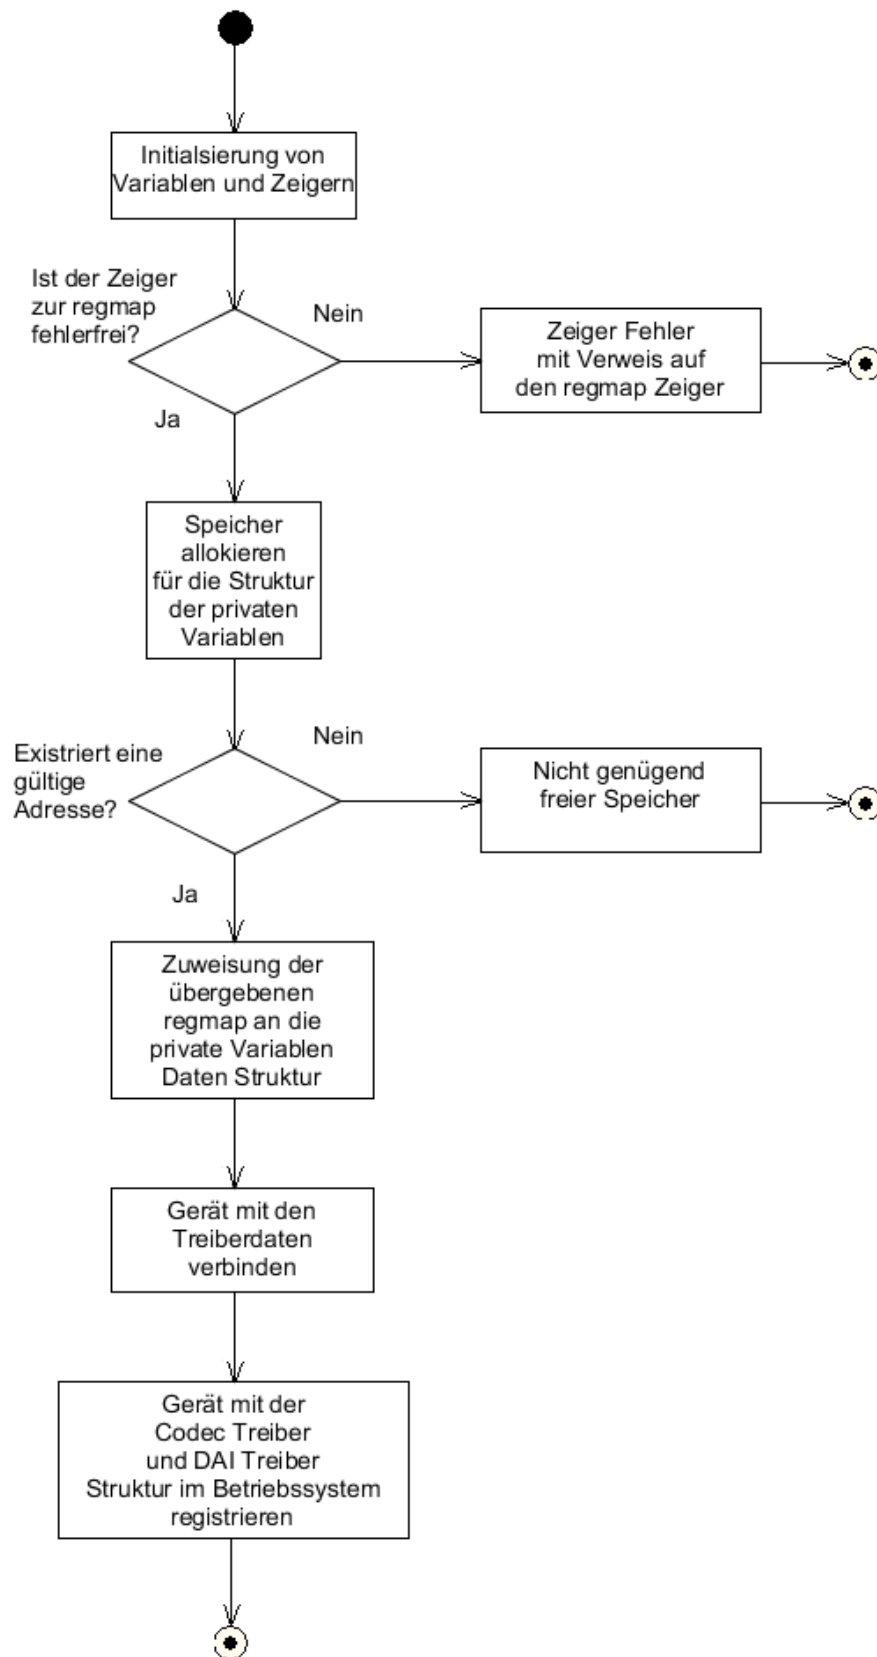 Initialsierung von
Variablen und Zeigern
Ist der Zeiger
zur regmap
fehlerfrei?
Nein
Zeiger Fehler
mit Verweis auf
den regmap Zeiger
Ja
Speicher
allokieren
für die Struktur
der privaten
Variablen
Existriert eine
gültige
Adresse?
Nein
Nicht genügend
freier Speicher
Ja
Zuweisung der
übergebenen
regmap an die
private Variablen
Daten Struktur
Gerät mit den
Treiberdaten
verbinden
Gerät mit der
Codec Treiber
und DAI Treiber
Struktur im Betriebssystem
registrieren